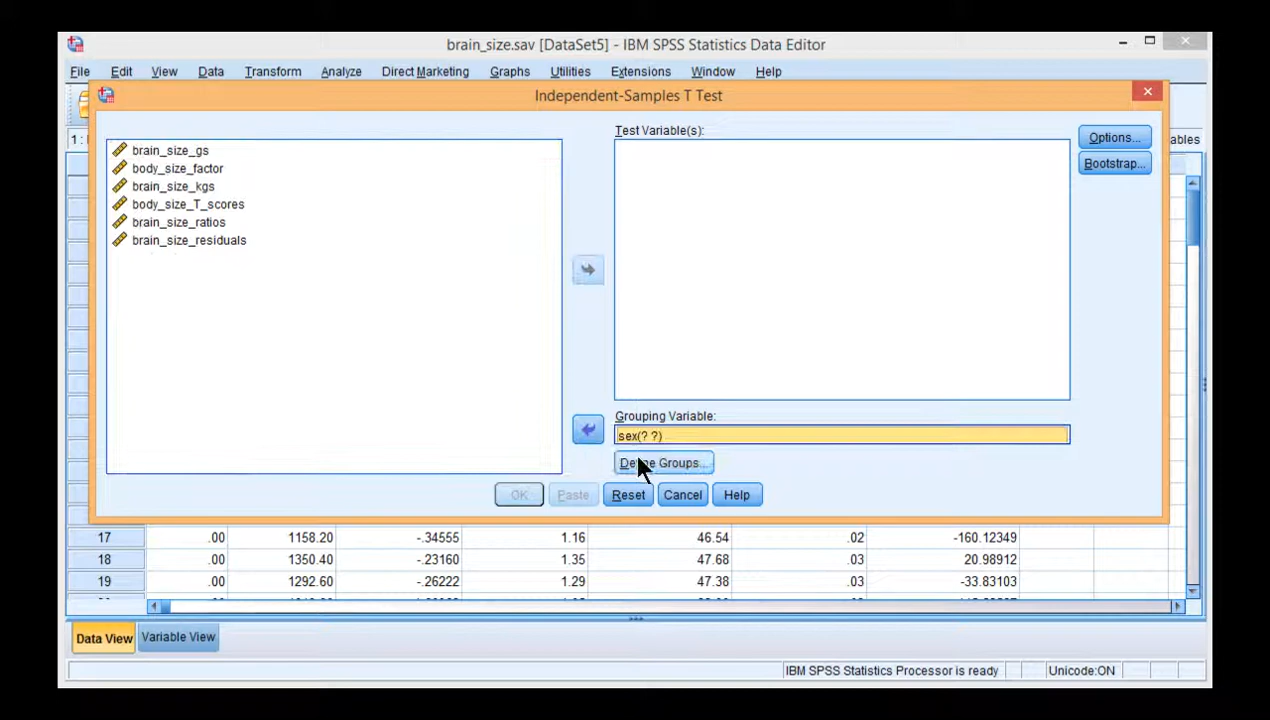 brain_size.sav [DataSet5] - IBM SPSS Statistics Data Editor
File Edit View Data Transform Analyze Direct Marketing Graphs Utilities Extensions Window Help
Independent-Samples T Test
1 :
ables
brain_size_gs
body_size_factor
brain_size_kgs
body_size_T_scores
brain_size_ratios
brain_size_residuals
Test Variable(s):
Options...
Bootstrap...
Grouping Variable:
sex(? ?)
Define Groups...
OK Paste Reset Cancel Help
17 .00 1158.20 -.34555 1.16 46.54 .02 -160.12349
18 .00 1350.40 -.23160 1.35 47.68 .03 20.98912
19 .00 1292.60 -.26222 1.29 47.38 .03 -33.83103
Data View Variable View
IBM SPSS Statistics Processor is ready Unicode:ON